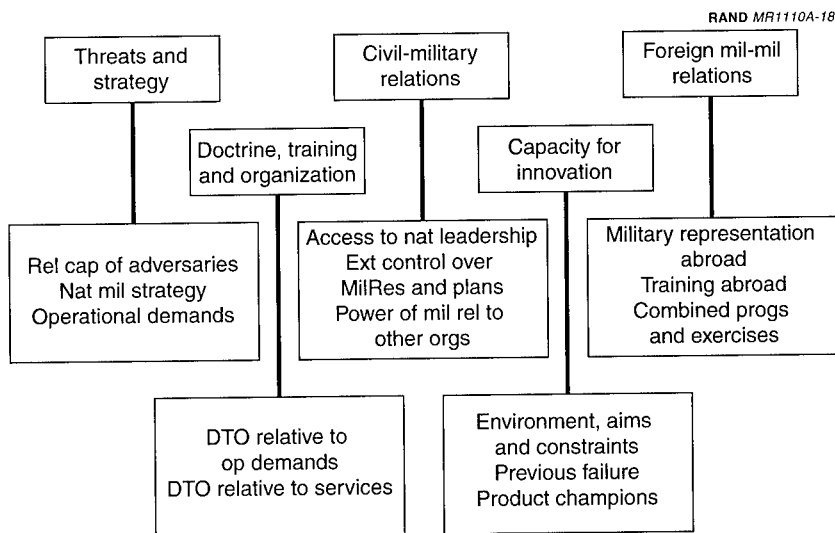 RAND MR1110A-18
Threats and
strategy
Civil-military
relations
Foreign mil-mil
relations
Doctrine, training
and organization
Capacity for
innovation
Rel cap of adversaries
Nat mil strategy
Operational demands
Access to nat leadership
Ext control over
MilRes and plans
Power of mil rel to
other orgs
Military representation
abroad
Training abroad
Combined progs
and exercises
DTO relative to
op demands
DTO relative to services
Environment, aims
and constraints
Previous failure
Product champions